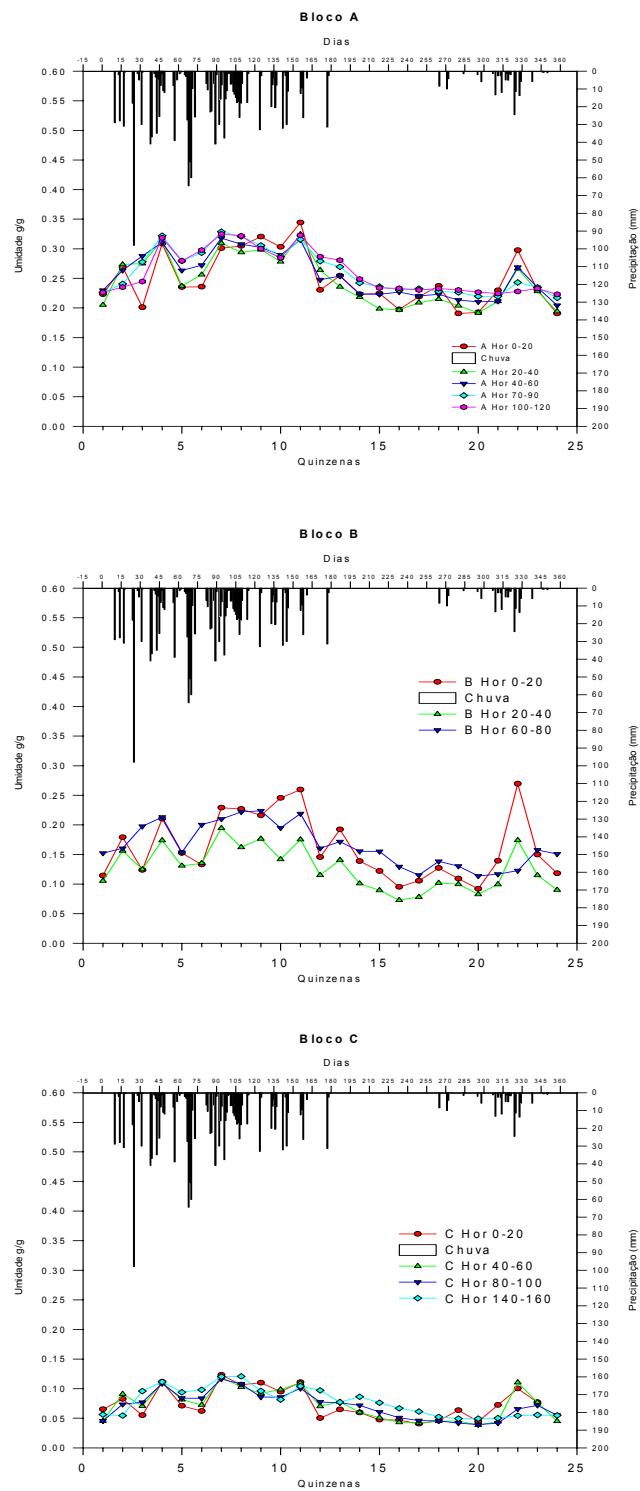 Bloco A
Dias
-15 0 15 30 45 60 75 90 105 120 135 150 165 180 195 210 225 240 255 270 285 300 315 330 345 360
0.60 0
0.55 10
20
0.50 30
0.45 40
50
0.40 60
0.35 70
80
0.30 90
100
0.25 110
120
0.20 130
0.15 140
150
0.10 160
0.05 170
180
190
0.00 200
Umidade g/g
Precipitação (mm)
A Hor 0-20
Chuva
A Hor 20-40
A Hor 40-60
A Hor 70-90
A Hor 100-120
0 5 10 15 20 25
Quinzenas
Bloco B
Dias
-15 0 15 30 45 60 75 90 105 120 135 150 165 180 195 210 225 240 255 270 285 300 315 330 345 360
0.60 0
0.55 10
20
0.50 30
0.45 40
50
0.40 60
0.35 70
80
0.30 90
100
0.25 110
120
0.20 130
0.15 140
150
0.10 160
0.05 170
180
190
0.00 200
Umidade g/g
Precipitação (mm)
B Hor 0-20
Chuva
B Hor 20-40
B Hor 60-80
0 5 10 15 20 25
Quinzenas
Bloco C
Dias
-15 0 15 30 45 60 75 90 105 120 135 150 165 180 195 210 225 240 255 270 285 300 315 330 345 360
0.60 0
0.55 10
20
0.50 30
0.45 40
50
0.40 60
0.35 70
80
0.30 90
100
0.25 110
120
0.20 130
0.15 140
150
0.10 160
0.05 170
180
190
0.00 200
Umidade g/g
Precipitação (mm)
C Hor 0-20
Chuva
C Hor 40-60
C Hor 80-100
C Hor 140-160
0 5 10 15 20 25
Quinzenas